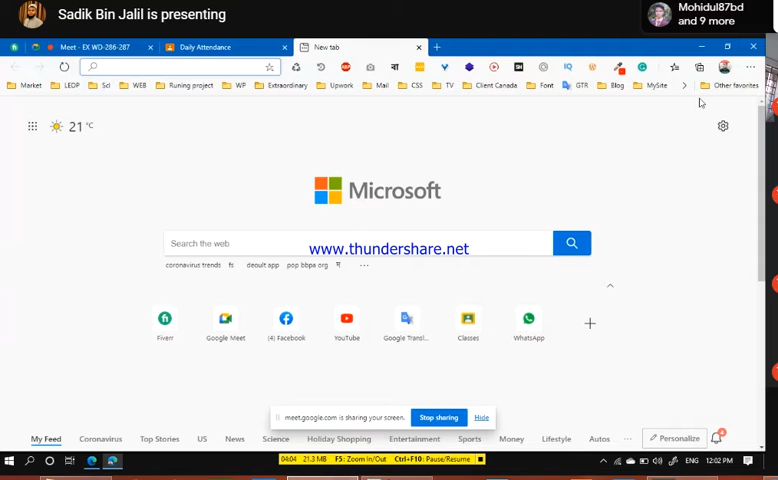 Sadik Bin Jalil is presenting
Mohidul87bd
and 9 more
Meet - EX WD-286-287
Daily Attendance
New tab
ABP
বা
SH
IQ
W
Market
LEDP
Scl
WEB
Runing project
WP
Extraordinary
Upwork
Mail
CSS
TV
Client Canada
Font
GTR
Blog
MySite
Other favorites
21 °C
Microsoft
Search the web
www.thundershare.net
coronavirus trends fs deoult app pop bbpa org ਸ ...
Fiverr
Google Meet
(4) Facebook
YouTube
Google Transl...
Classes
WhatsApp
meet.google.com is sharing your screen.
Stop sharing
Hide
My Feed
Coronavirus
Top Stories
US
News
Science
Holiday Shopping
Entertainment
Sports
Money
Lifestyle
Autos
...
Personalize
4
04:04 21.3 MB F5: Zoom In/Out Ctrl+F10: Pause/Resume
ENG
12:02 PM